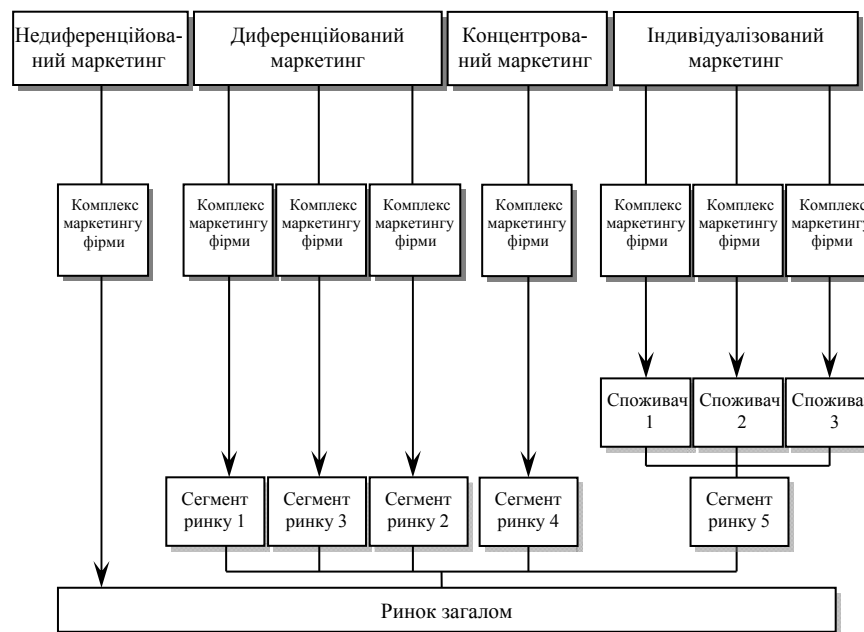 Недиференційова-
ний маркетинг
Диференційований
маркетинг
Концентрова-
ний маркетинг
Індивідуалізований
маркетинг
Комплекс
маркетингу
фірми
Комплекс
маркетингу
фірми
Комплекс
маркетингу
фірми
Комплекс
маркетингу
фірми
Комплекс
маркетингу
фірми
Комплекс
маркетингу
фірми
Комплекс
маркетингу
фірми
Комплекс
маркетингу
фірми
Споживач
1
Споживач
2
Споживач
3
Сегмент
ринку 1
Сегмент
ринку 3
Сегмент
ринку 2
Сегмент
ринку 4
Сегмент
ринку 5
Ринок загалом